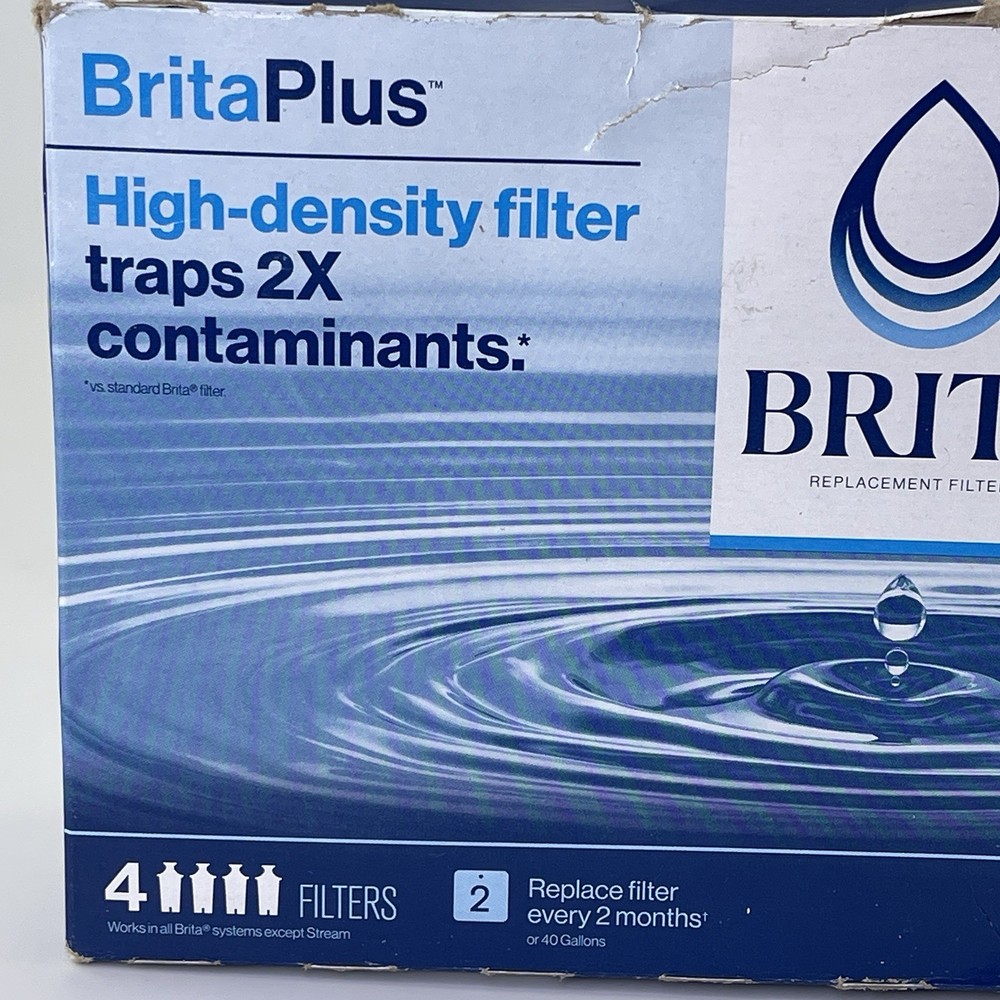 BritaPlus™
High-density filter
traps 2X
contaminants.*
*vs. standard Brita® filter.
BRIT
REPLACEMENT FILTE
4 FILTERS
Works in all Brita® systems except Stream
2
Replace filter
every 2 months†
or 40 Gallons